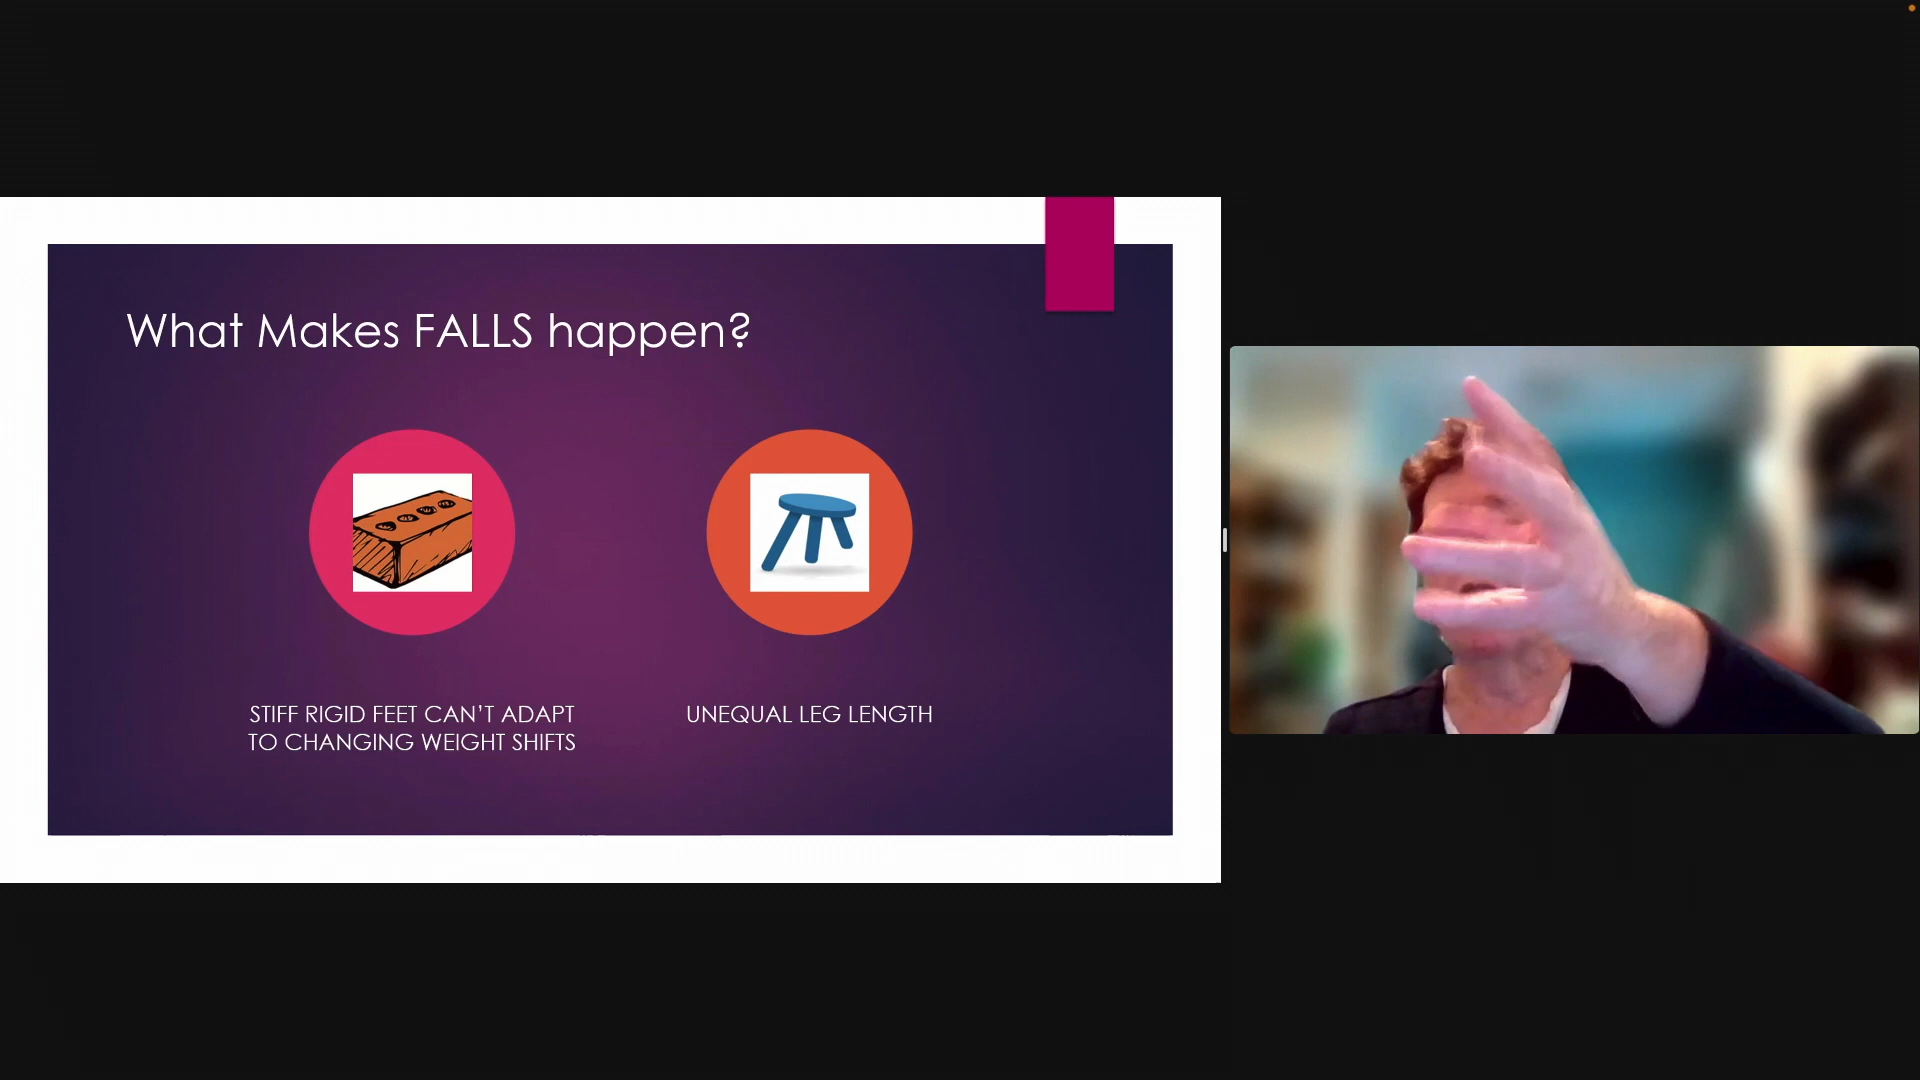 What Makes FALLS happen?
STIFF RIGID FEET CAN’T ADAPT
TO CHANGING WEIGHT SHIFTS
UNEQUAL LEG LENGTH